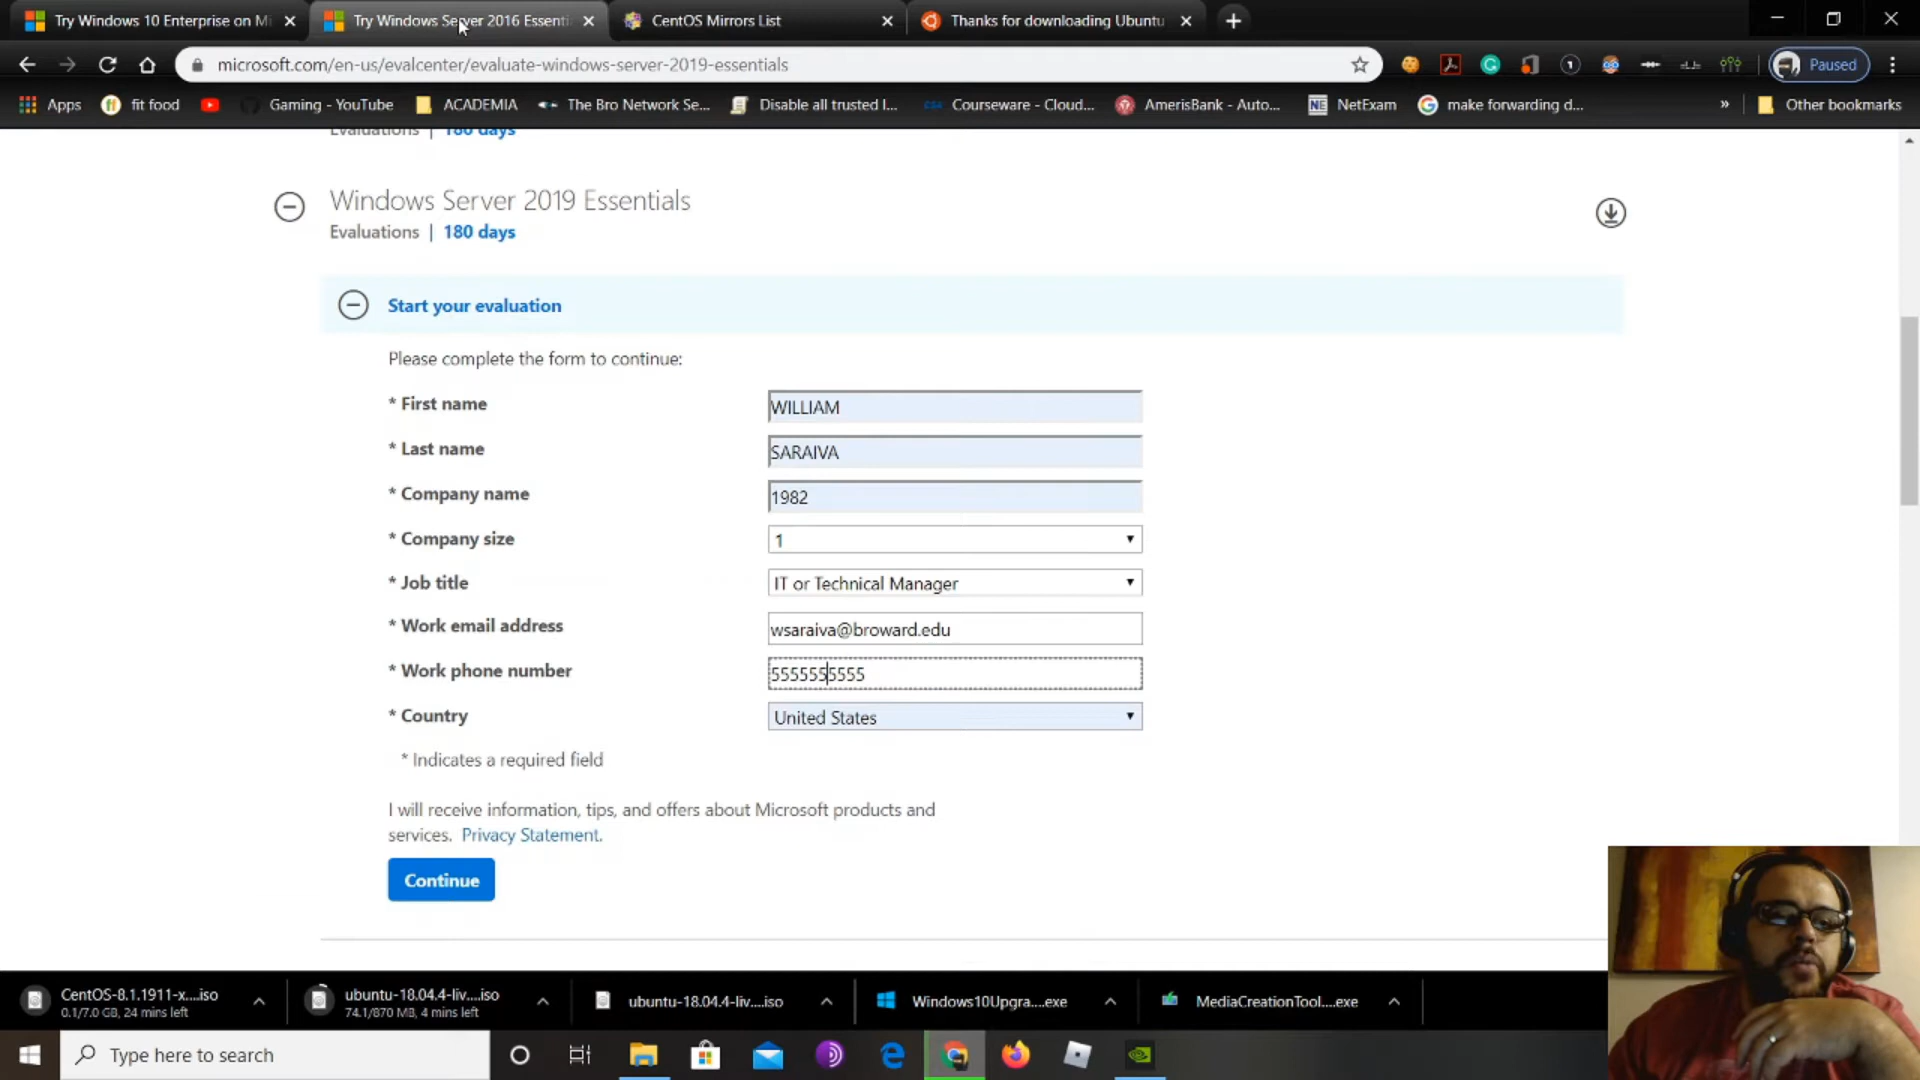 Try Windows 10 Enterprise on Mi
Try Windows Server 2016 Essenti
CentOS Mirrors List
Thanks for downloading Ubuntu
microsoft.com/en-us/evalcenter/evaluate-windows-server-2019-essentials
Paused
Apps
fit food
Gaming - YouTube
ACADEMIA
The Bro Network Se...
Disable all trusted l...
Courseware - Cloud...
AmerisBank - Auto...
NE
NetExam
make forwarding d...
»
Other bookmarks
Evaluations | 180 days
Windows Server 2019 Essentials
Evaluations | 180 days
Start your evaluation
Please complete the form to continue:
* First name
WILLIAM
* Last name
SARAIVA
* Company name
1982
* Company size
1
* Job title
IT or Technical Manager
* Work email address
wsaraiva@broward.edu
* Work phone number
5555555555
* Country
United States
* Indicates a required field
I will receive information, tips, and offers about Microsoft products and
services. Privacy Statement.
Continue
CentOS-8.1.1911-x....iso
0.1/7.0 GB, 24 mins left
ubuntu-18.04.4-liv....iso
74.1/870 MB, 4 mins left
ubuntu-18.04.4-liv....iso
Windows10Upgra....exe
MediaCreationTool....exe
Type here to search